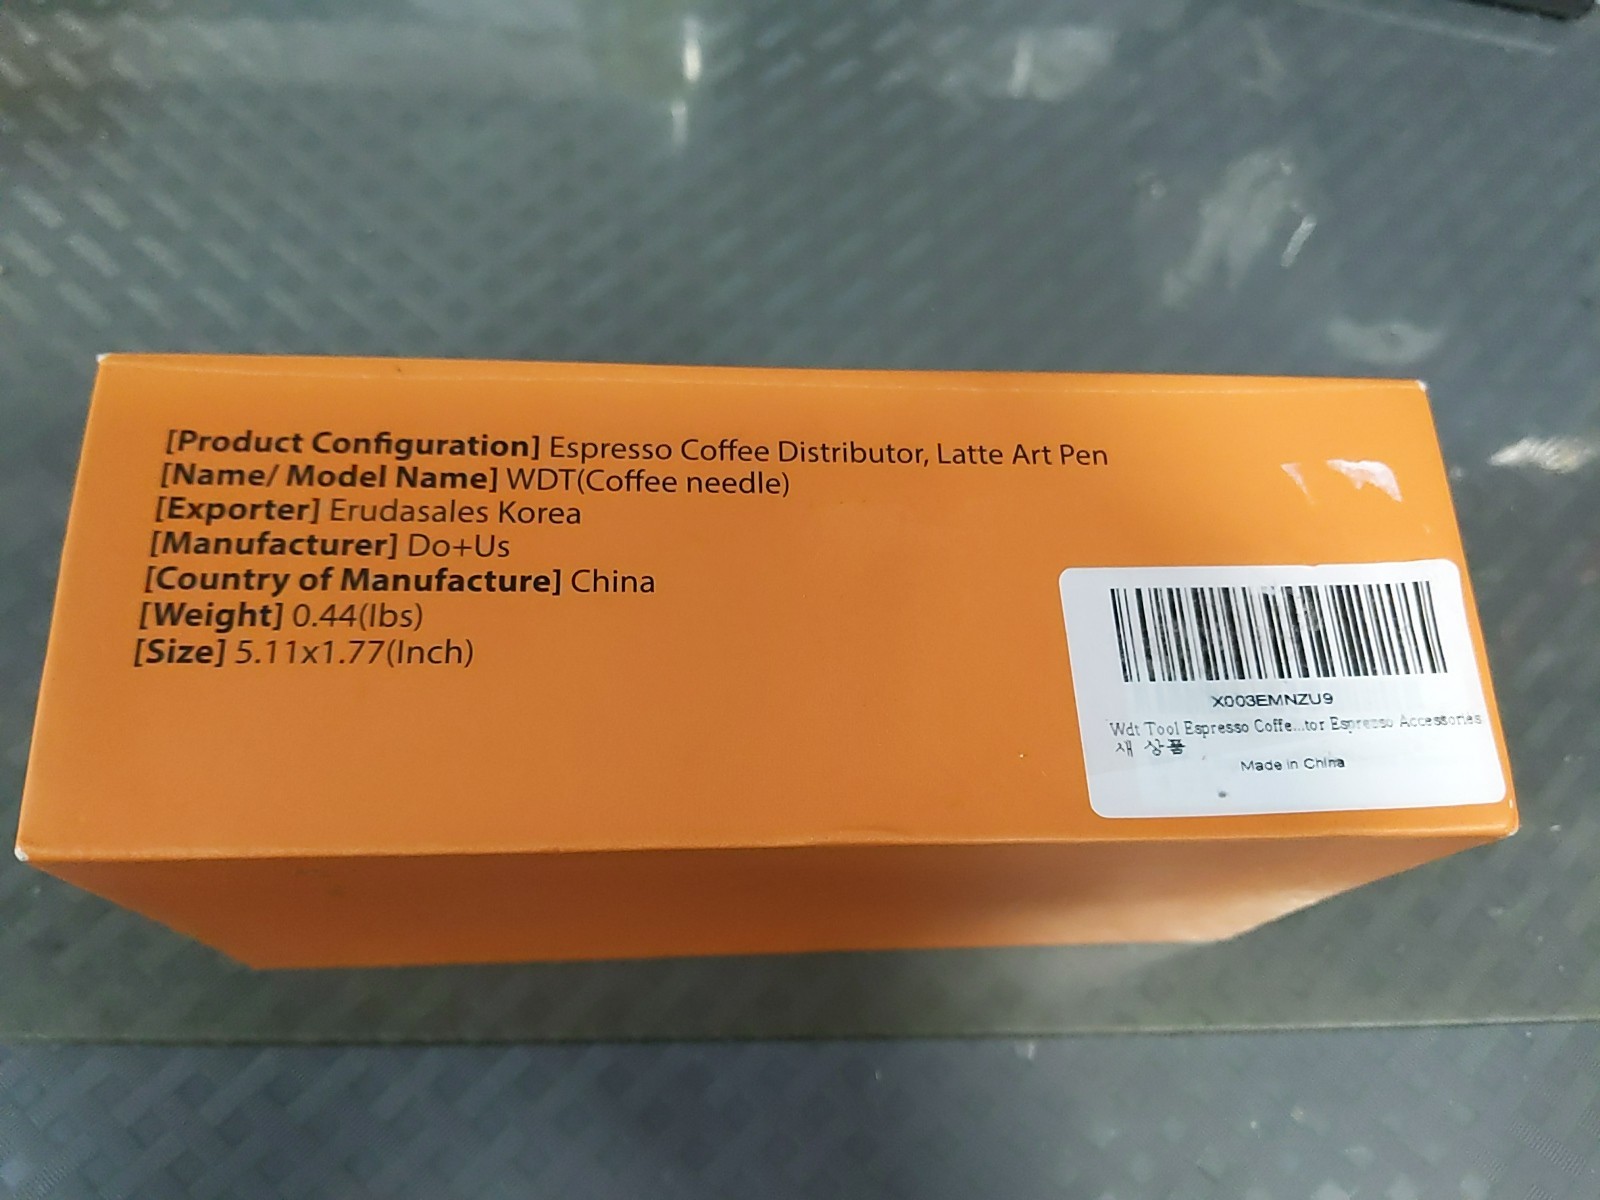 [Product Configuration] Espresso Coffee Distributor, Latte Art Pen
[Name/ Model Name] WDT(Coffee needle)
[Exporter] Erudasales Korea
[Manufacturer] Do+Us
[Country of Manufacture] China
[Weight] 0.44(lbs)
[Size] 5.11x1.77(Inch)
X003EMNZU9
Wdt Tool Espresso Coffe...tor Espresso Accessories
새 상품
Made in China